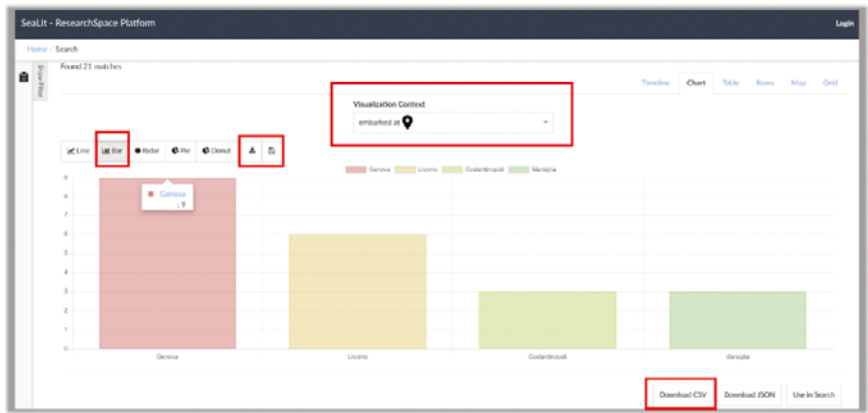 SeaLIt - ResearchSpace Platform
Login
Home / Search
Show Filter
Found 21 matches
Timeline Chart Table Rows Map Grid
Visualization Context
embarked at
Line Bar Radar Pie Donut
Genova Livorno Costantinopoli Marsiglia
9
8
7
6
5
4
3
2
1
0
Genova
: 9
Genova Livorno Costantinopoli Marsiglia
Download CSV Download JSON Use in Search